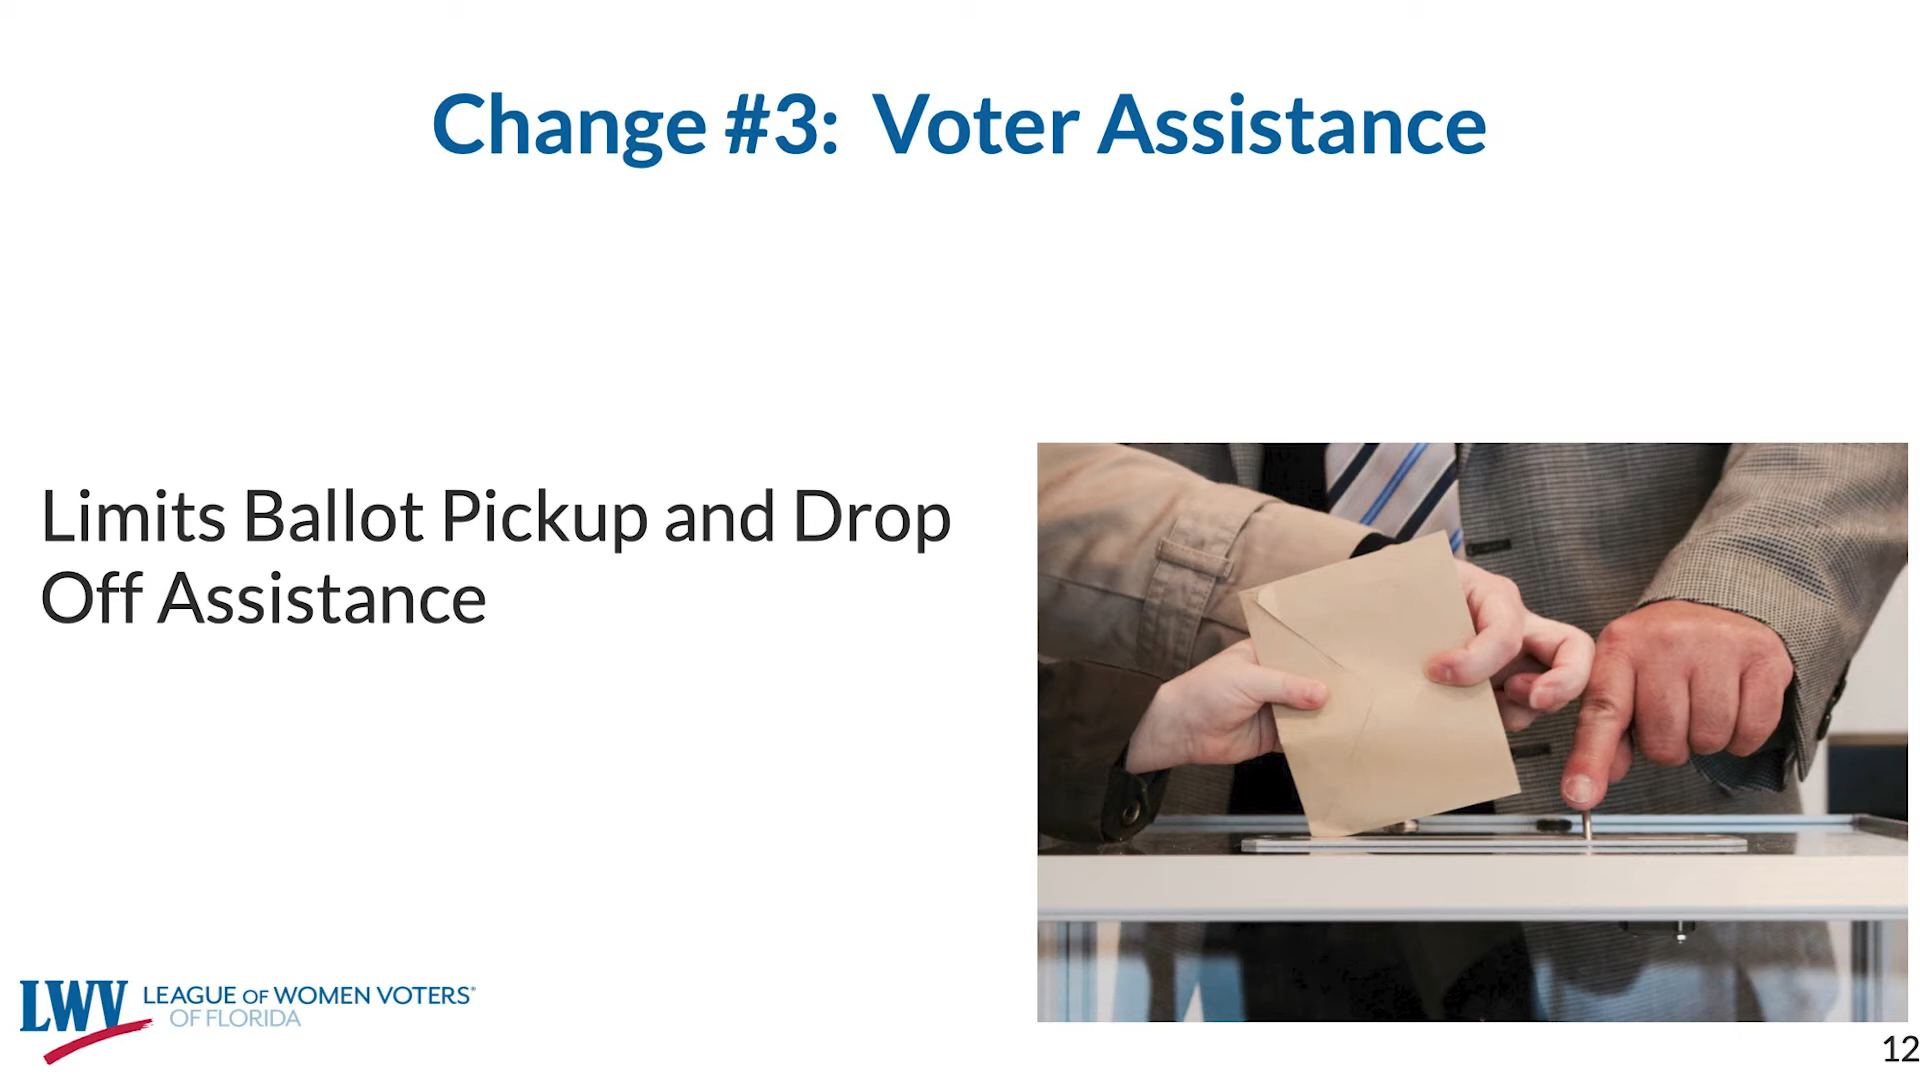 Change #3: Voter Assistance
Limits Ballot Pickup and Drop
Off Assistance
LWV LEAGUE OF WOMEN VOTERS®
OF FLORIDA
12